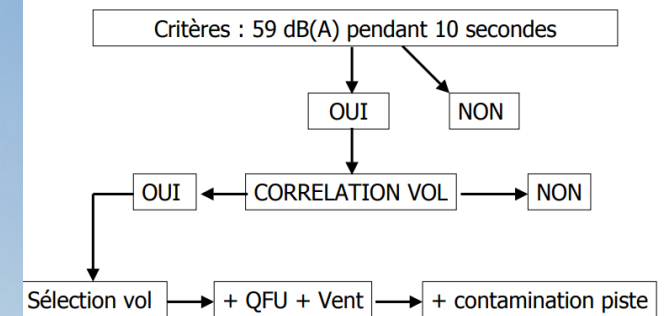 Critères : 59 dB(A) pendant 10 secondes
OUI
NON
OUI
CORRELATION VOL
NON
Sélection vol
+ QFU + Vent
+ contamination piste